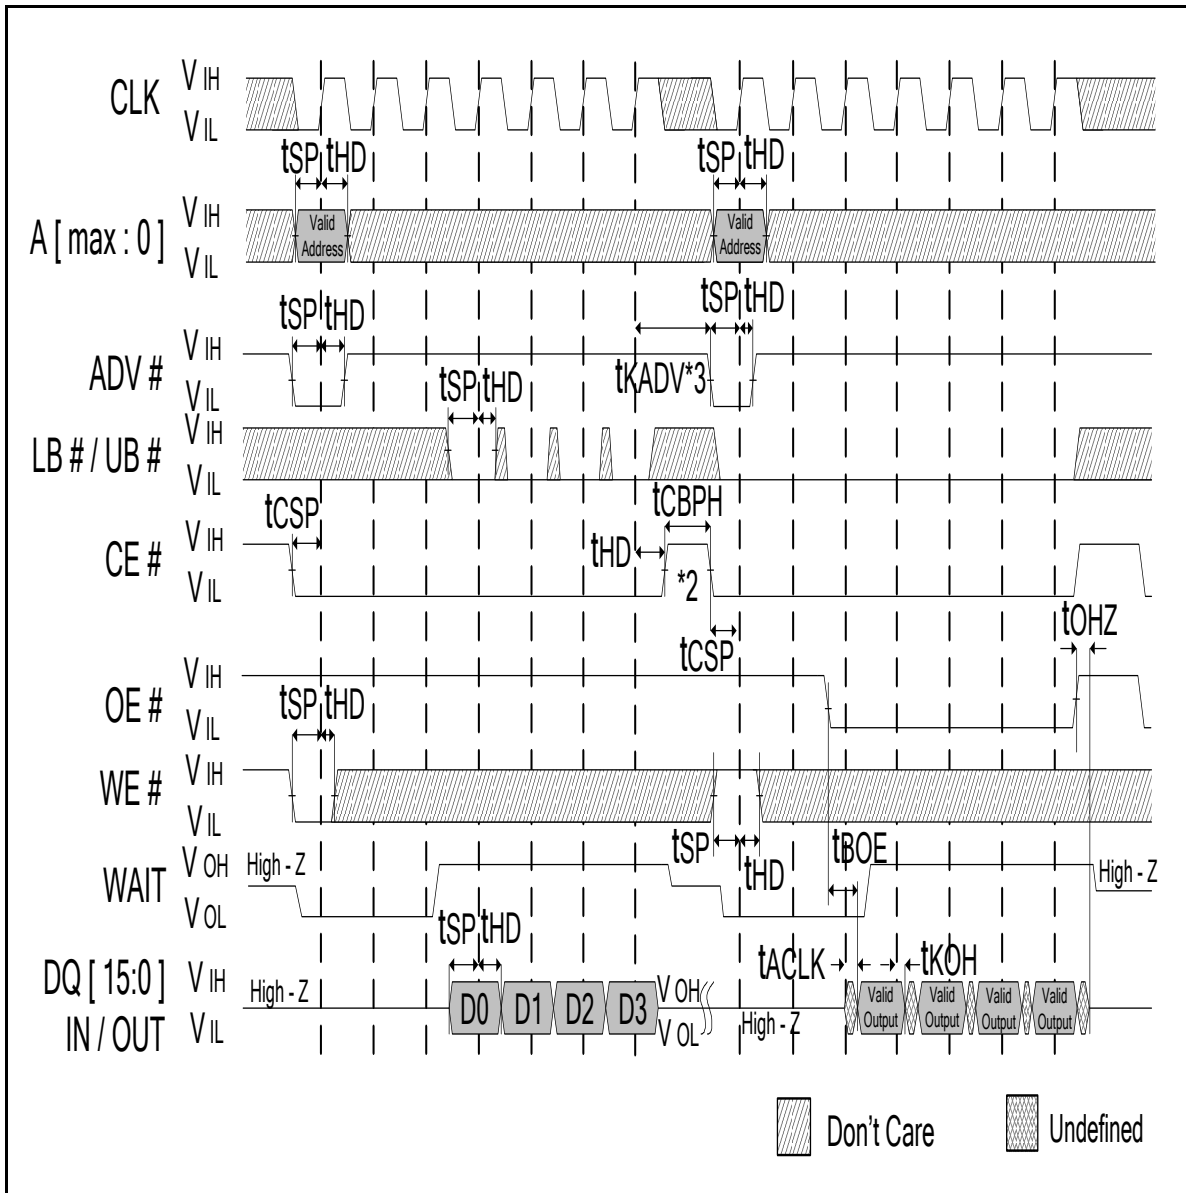 CLK
V IH
V IL
tSP tHD
tSP tHD
A [ max : 0 ]
V IH
V IL
Valid
Address
Valid
Address
tSP tHD
tSP tHD
ADV #
V IH
V IL
tKADV*3
tSP tHD
LB # / UB #
V IH
V IL
tCSP
tCBPH
CE #
V IH
V IL
tHD
*2
tCSP
tOHZ
OE #
V IH
V IL
tSP tHD
WE #
V IH
V IL
tSP
tHD
tBOE
WAIT
V OH
V OL
High - Z
High - Z
tSP tHD
tACLK
tKOH
DQ [ 15:0 ]
IN / OUT
V IH
V IL
High - Z
D0 D1 D2 D3
V OH
V OL
High - Z
Valid
Output
Valid
Output
Valid
Output
Valid
Output
Don't Care
Undefined